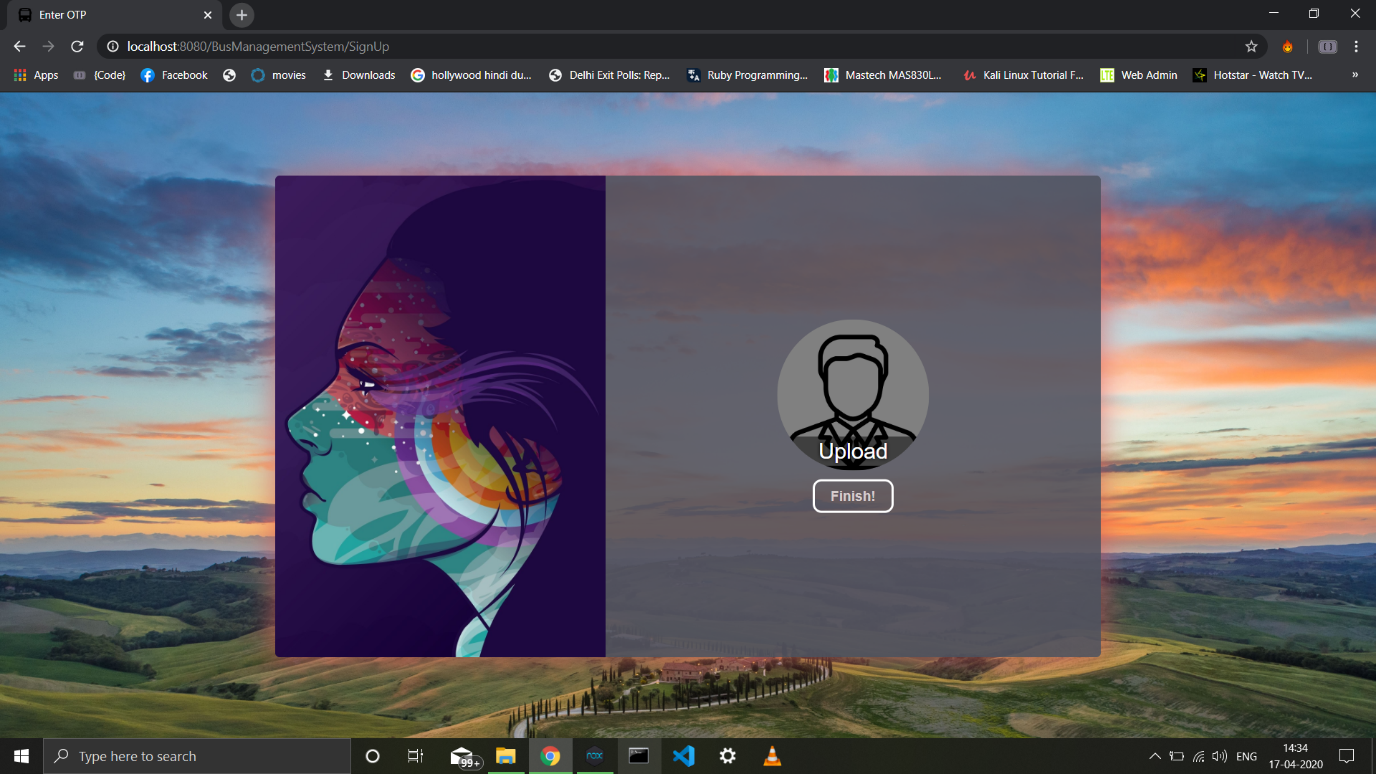 Enter OTP
localhost:8080/BusManagementSystem/SignUp
Apps {Code} Facebook movies Downloads hollywood hindi du... Delhi Exit Polls: Rep... Ruby Programming... Mastech MAS830L... Kali Linux Tutorial F... LTE Web Admin Hotstar - Watch TV... »
Upload
Finish!
Type here to search
99+
nox
ENG
14:34
17-04-2020